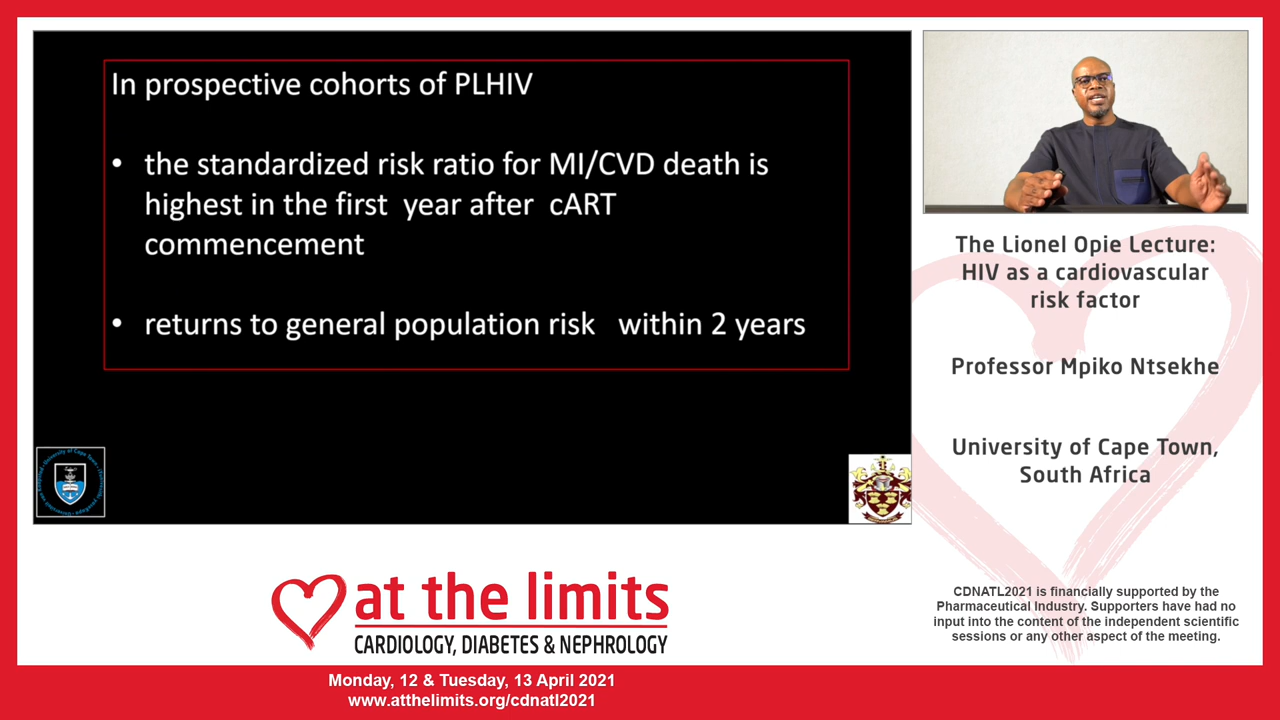 In prospective cohorts of PLHIV
• the standardized risk ratio for MI/CVD death is
highest in the first year after cART
commencement
• returns to general population risk within 2 years
The Lionel Opie Lecture:
HIV as a cardiovascular
risk factor
Professor Mpiko Ntsekhe
University of Cape Town,
South Africa
at the limits
CARDIOLOGY, DIABETES & NEPHROLOGY
CDNATL2021 is financially supported by the
Pharmaceutical Industry. Supporters have had no
input into the content of the independent scientific
sessions or any other aspect of the meeting.
Monday, 12 & Tuesday, 13 April 2021
www.atthelimits.org/cdnatl2021